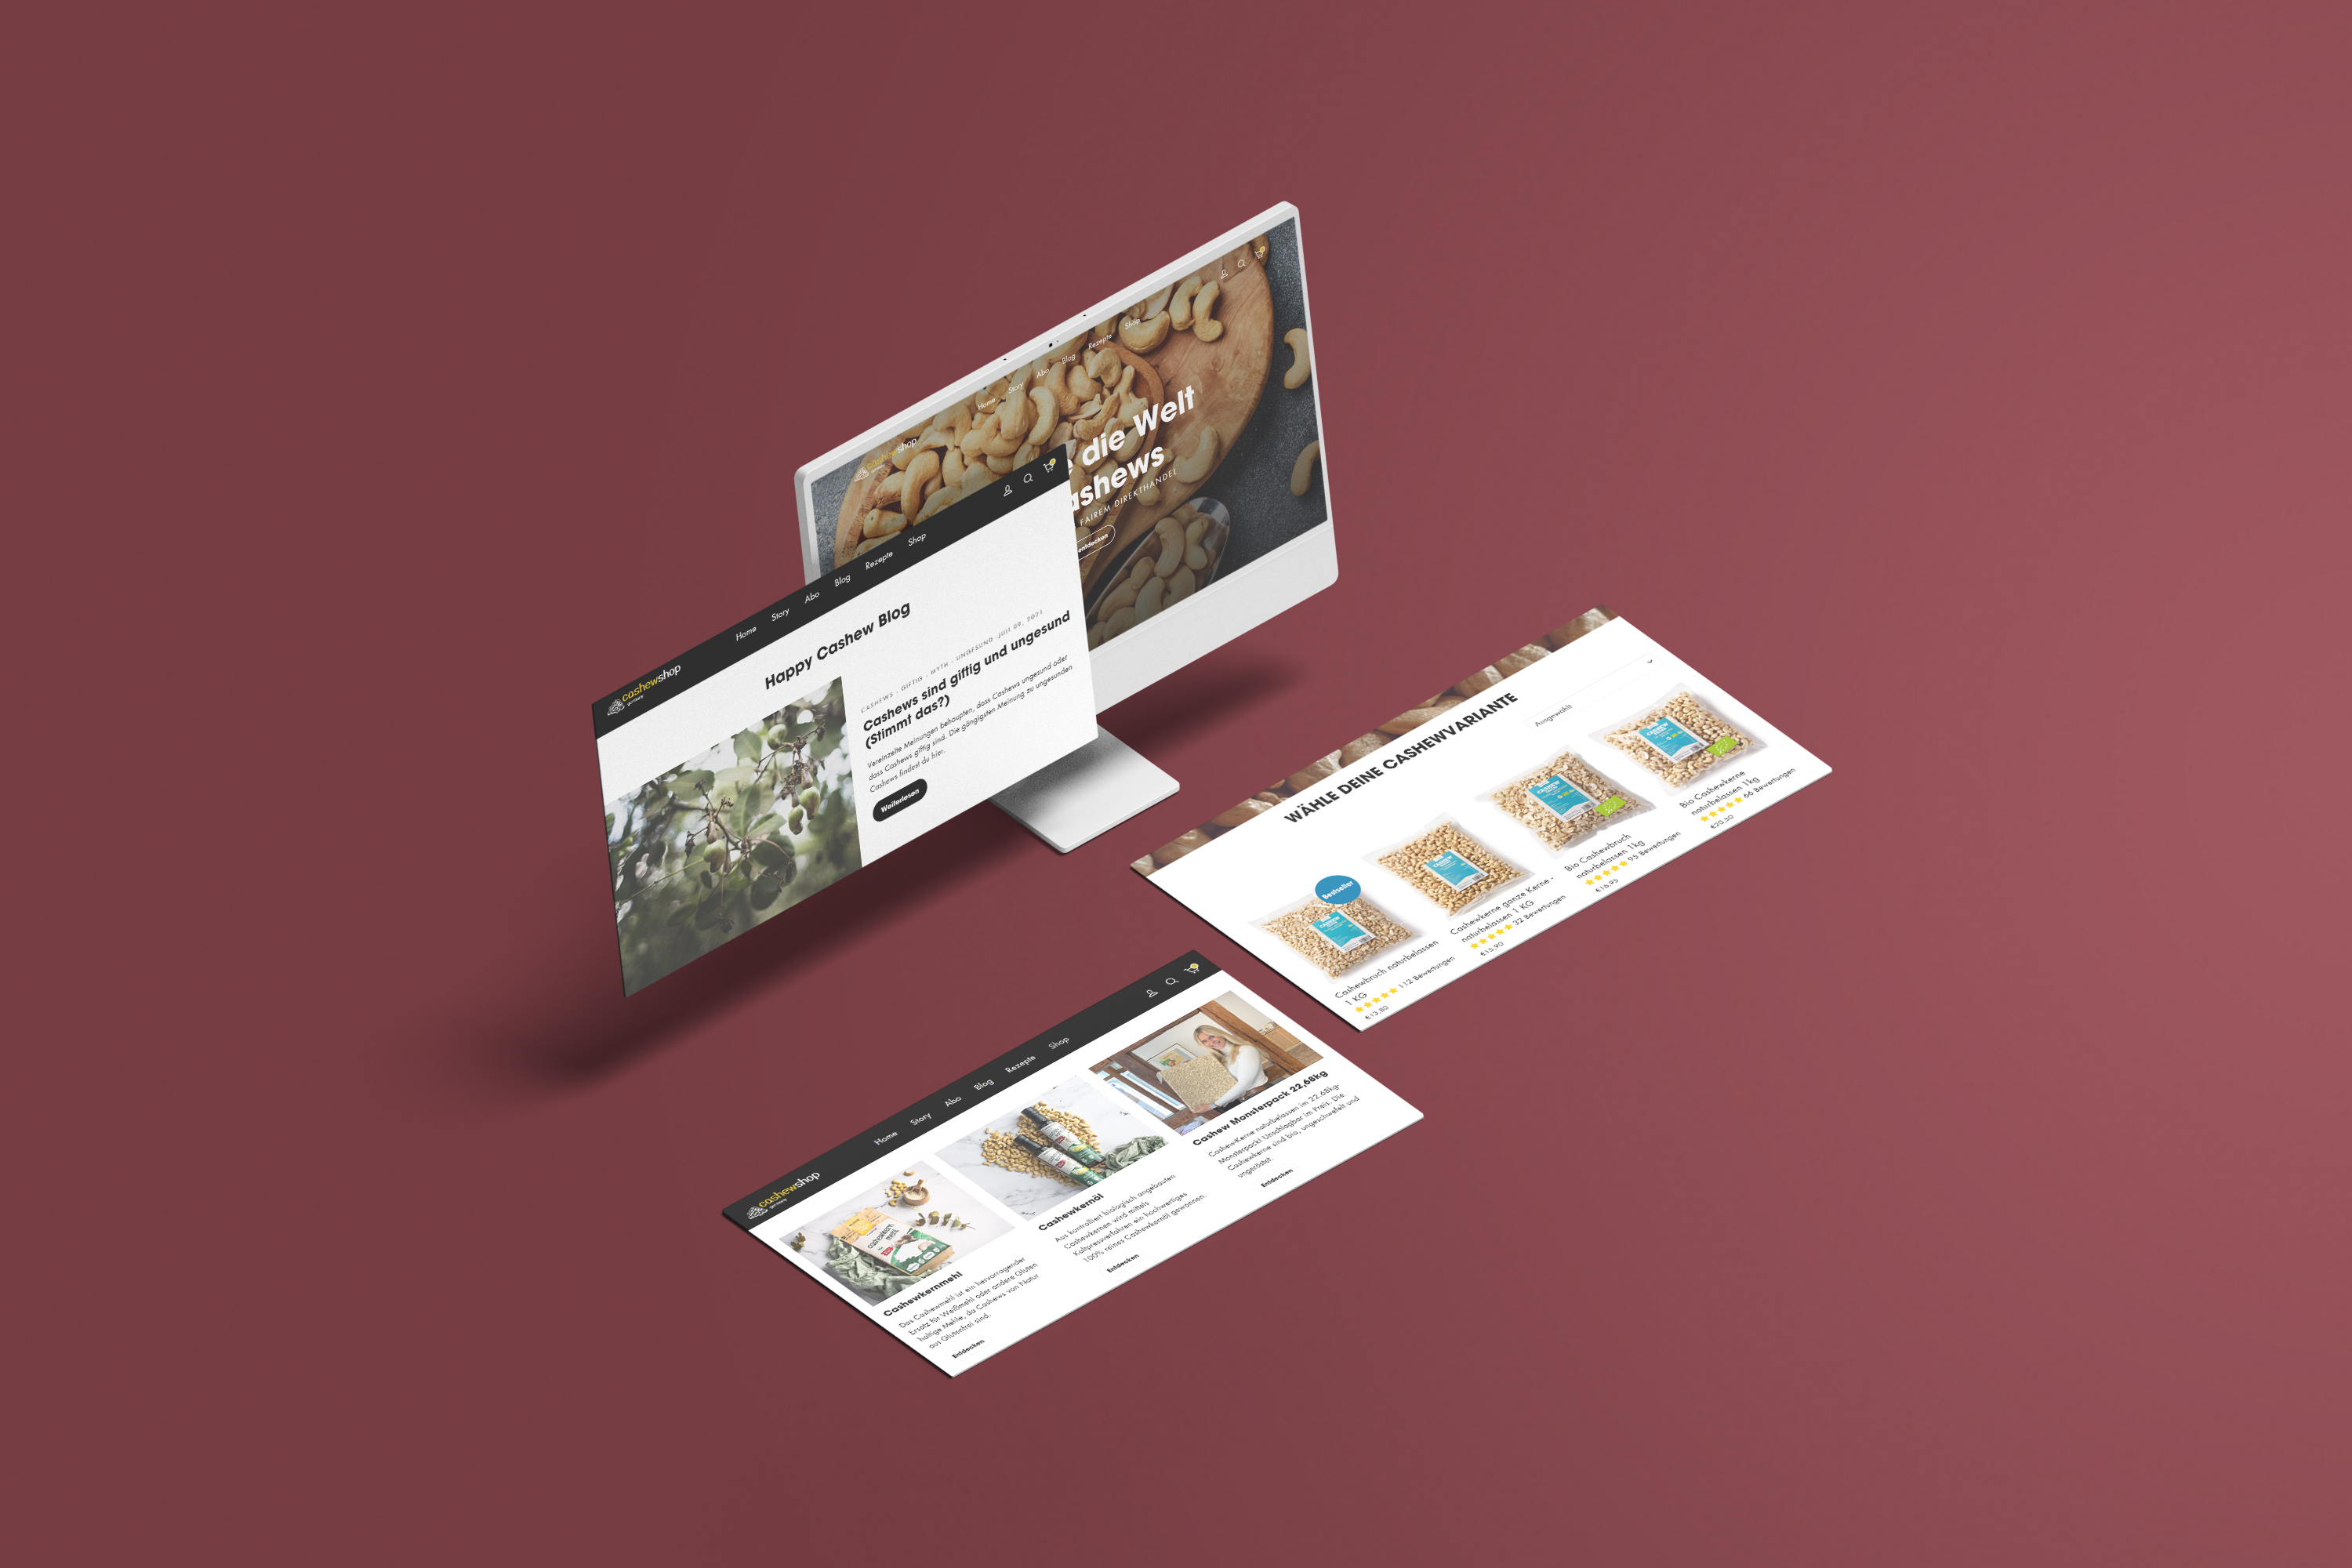 cashewshop
Home
Story
Abo
Blog
Rezepte
Shop
die Welt
ashews
FAIREM DIREKTHANDEL
entdecken
cashewshop
germany
Home
Story
Abo
Blog
Rezepte
Shop
Happy Cashew Blog
CASHEWS . GIFTIG . MYTH . UNGESUND .JULI 09, 2021
Cashews sind giftig und ungesund
(Stimmt das?)
Vereinzelte Meinungen behaupten, dass Cashews ungesund oder
dass Cashews giftig sind. Die gängigsten Meinung zu ungesunden
Cashews findest du hier.
Weiterlesen
WÄHLE DEINE CASHEWVARIANTE
Ausgewählt
Bestseller
Cashewbruch naturbelassen
1 KG
112 Bewertungen
€13,80
Cashewkerne ganze Kerne -
naturbelassen 1 KG
32 Bewertungen
€15,90
Bio Cashewbruch
naturbelassen 1kg
95 Bewertungen
€16,95
Bio Cashewkerne
naturbelassen 1kg
66 Bewertungen
€20,50
cashewshop
germany
Home
Story
Abo
Blog
Rezepte
Shop
Cashewkernmehl
Das Cashewmehl ist ein hervorragender
Ersatz für Weißmehl oder andere Gluten
haltige Mehle, da Cashews von Natur
aus Glutenfrei sind.
Entdecken
Cashewkernöl
Aus kontrolliert biologisch angebauten
Cashewkernen wird mittels
Kaltpressverfahren ein hochwertiges
100% reines Cashewkernöl gewonnen.
Entdecken
Cashew Monsterpack 22,68kg
Cashew-Kerne naturbelassen im 22.68kg-
Monsterpack! Unschlagbar im Preis. Die
Cashewkerne sind bio, ungeschwefelt und
ungeröstet.
Entdecken